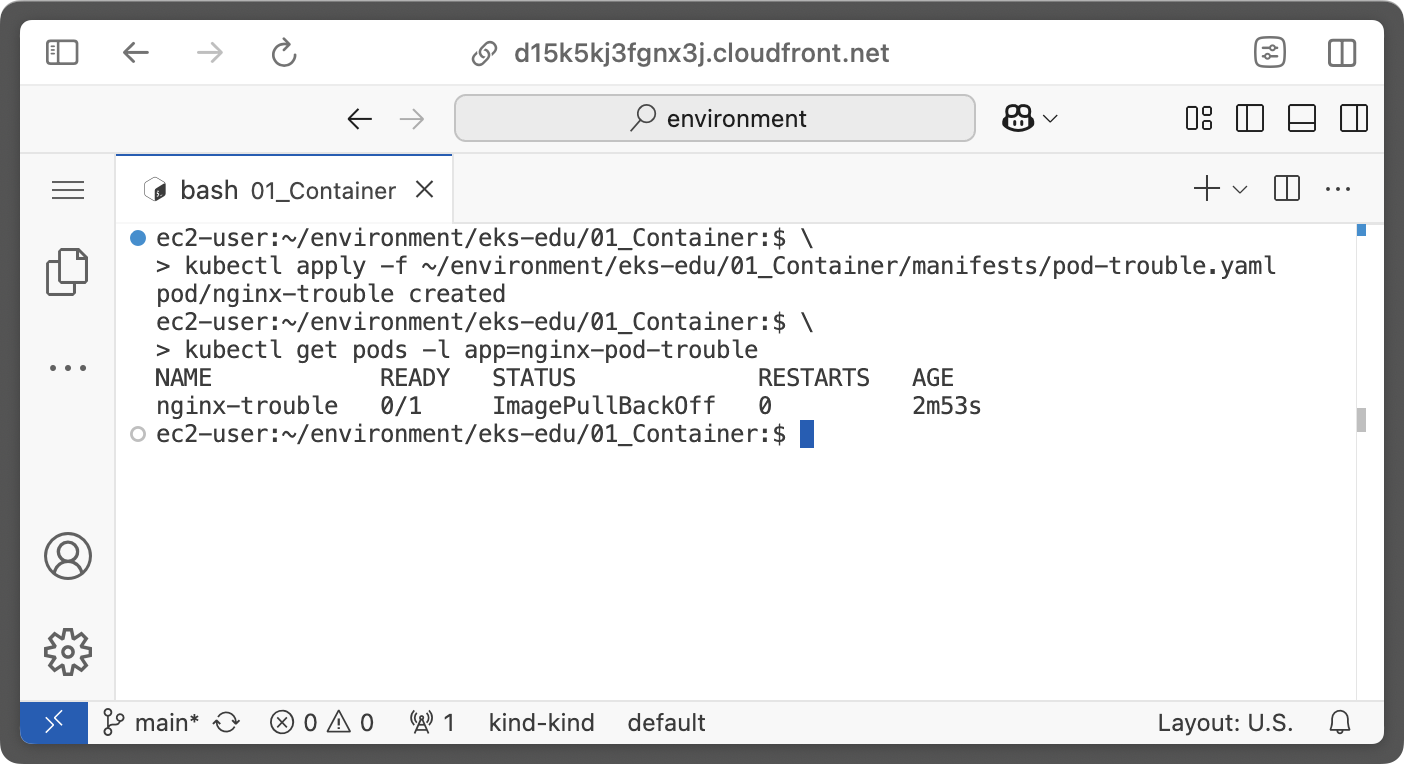 d15k5kj3fgnx3j.cloudfront.net
environment
bash 01_Container
ec2-user:~/environment/eks-edu/01_Container:$ \
> kubectl apply -f ~/environment/eks-edu/01_Container/manifests/pod-trouble.yaml
pod/nginx-trouble created
ec2-user:~/environment/eks-edu/01_Container:$ \
> kubectl get pods -l app=nginx-pod-trouble
NAME READY STATUS RESTARTS AGE
nginx-trouble 0/1 ImagePullBackOff 0 2m53s
ec2-user:~/environment/eks-edu/01_Container:$
main* 0 0 1 kind-kind default Layout: U.S.